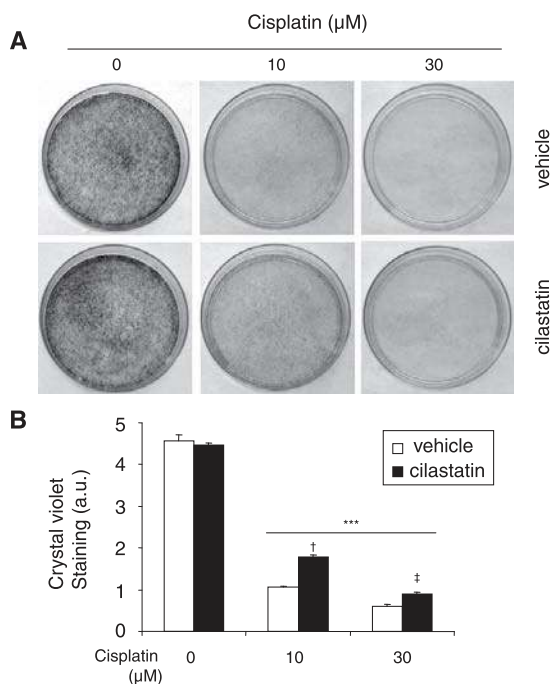 A
Cisplatin (μM)
0 10 30
vehicle
cilastatin
B
Crystal violet
Staining (a.u.)
5
4
3
2
1
0
vehicle
cilastatin
***
†
‡
Cisplatin
(μM)
0 10 30